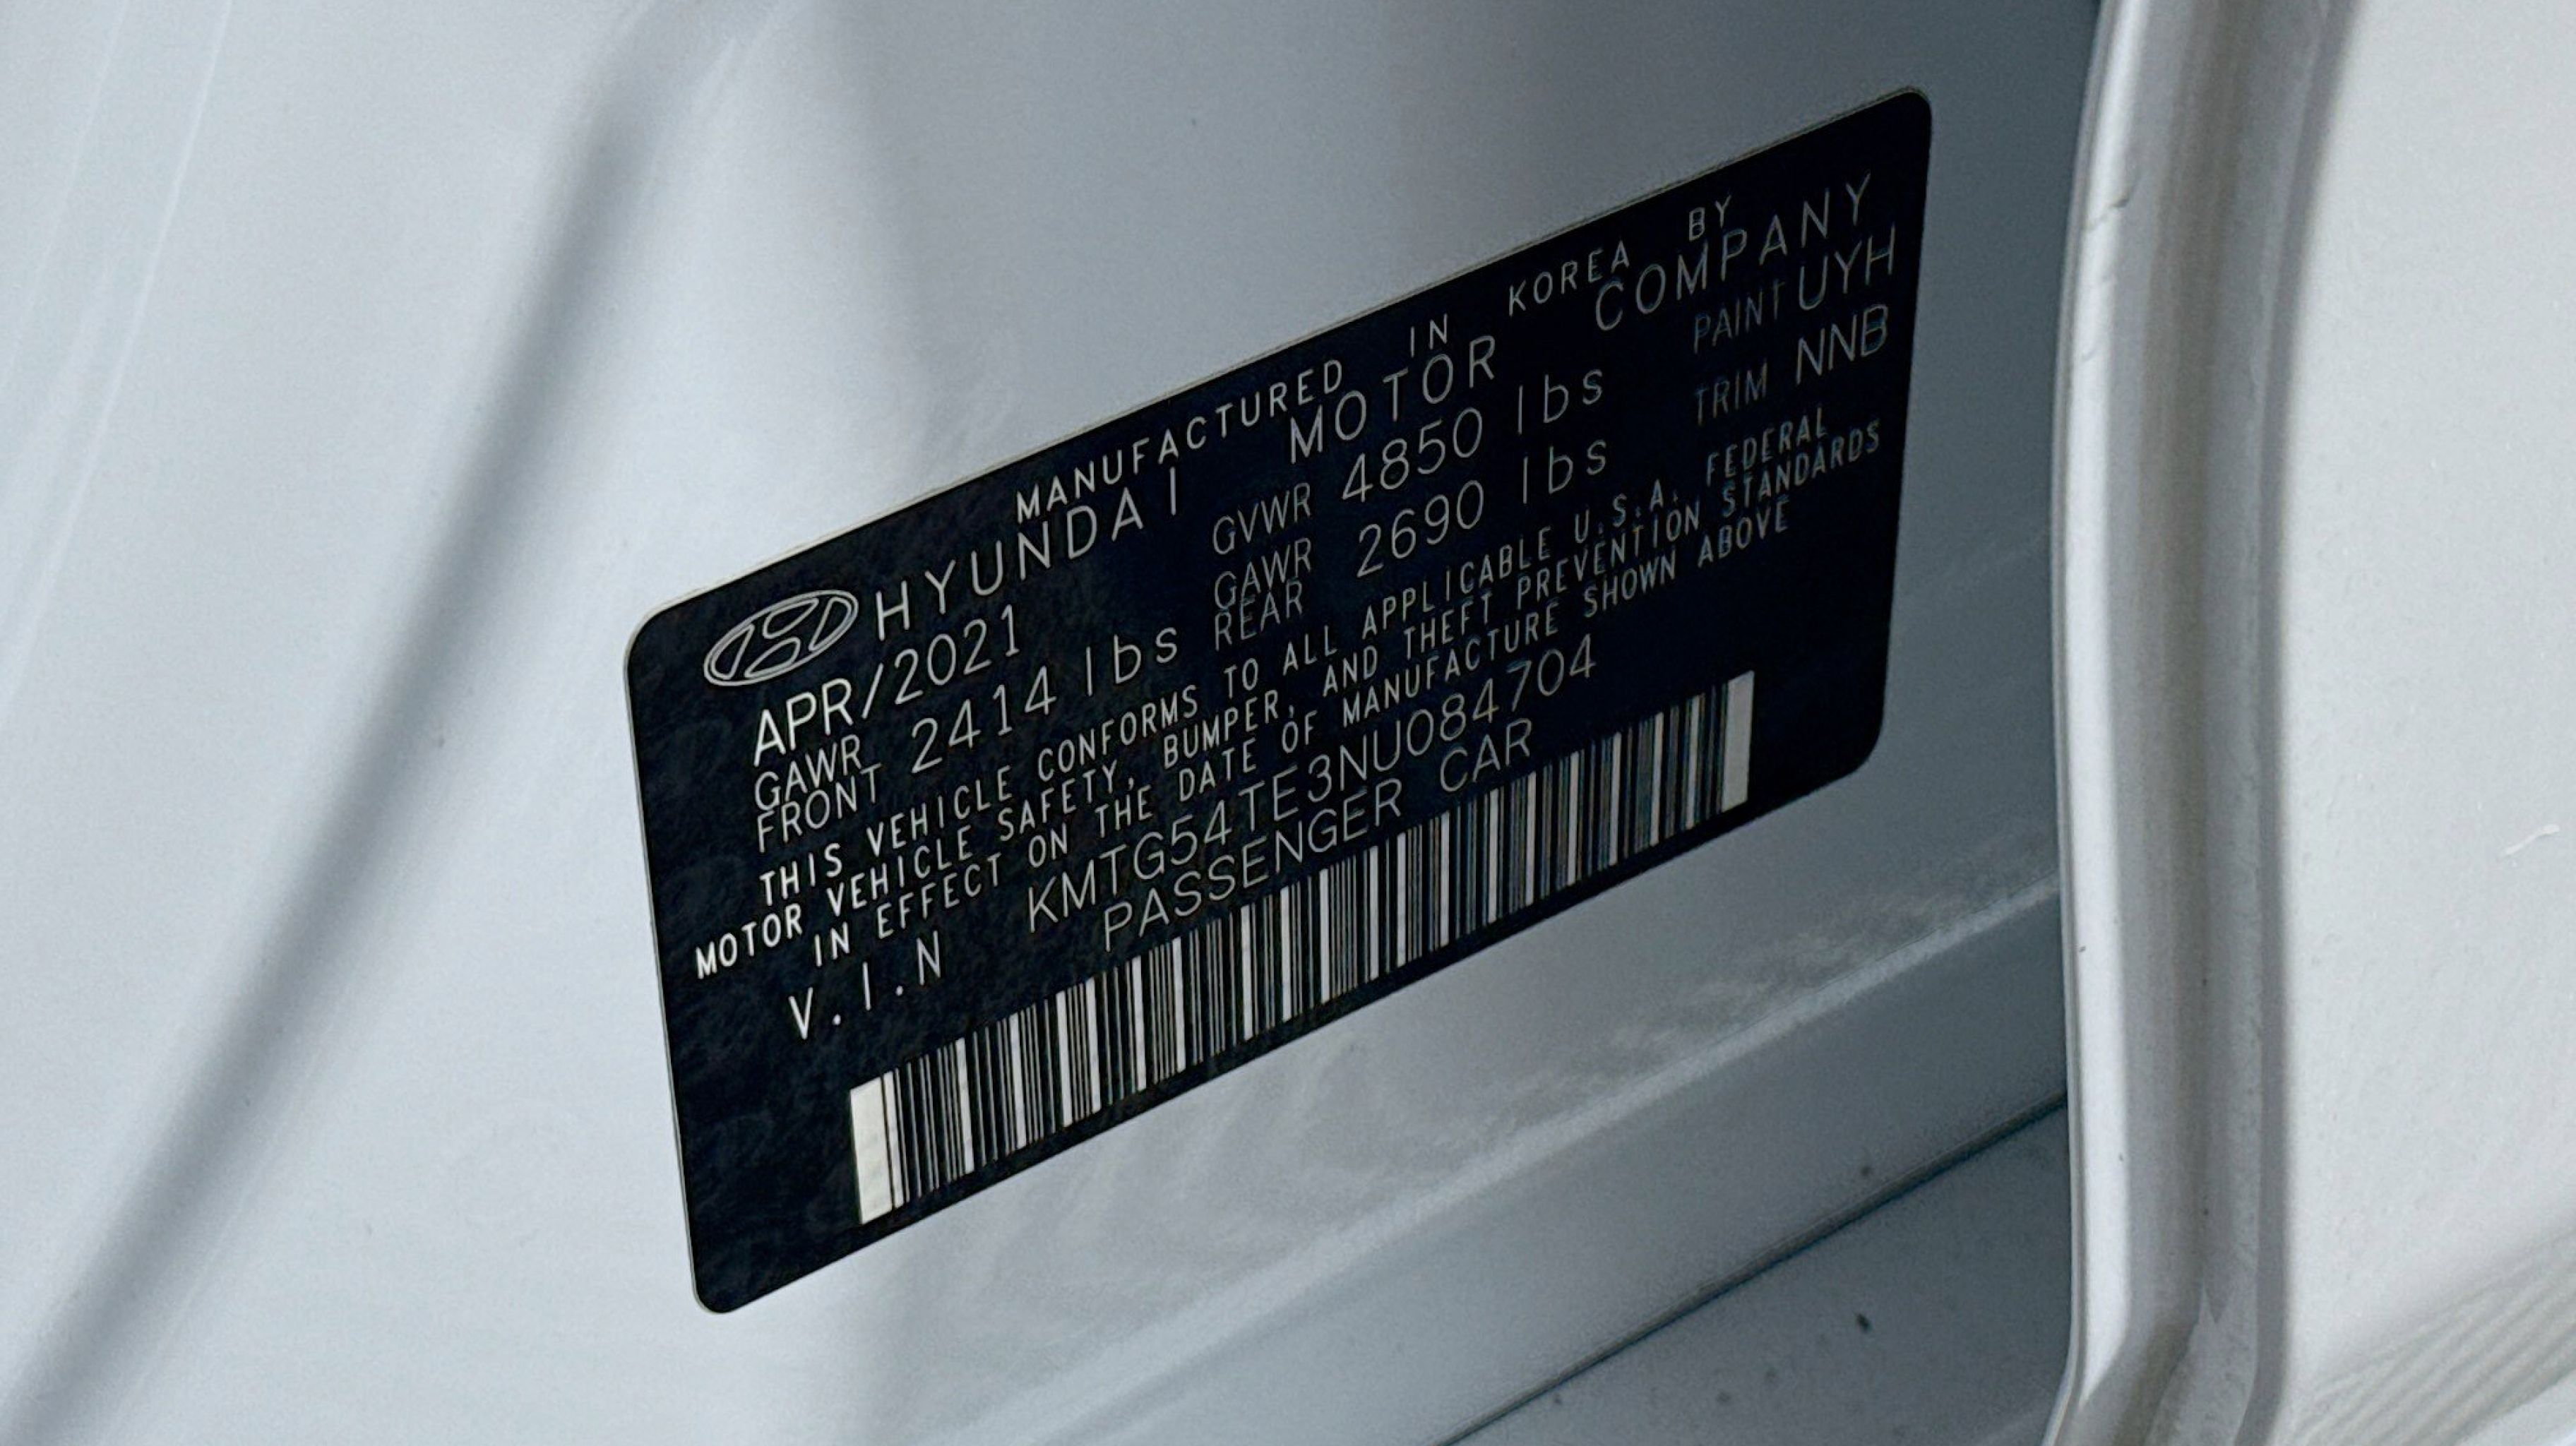 MANUFACTURED IN KOREA BY
HYUNDAI MOTOR COMPANY
APR/2021 GVWR 4850 lbs PAINT UYH
GAWR FRONT 2414 lbs GAWR REAR 2690 lbs TRIM NNB
THIS VEHICLE CONFORMS TO ALL APPLICABLE U.S.A. FEDERAL
MOTOR VEHICLE SAFETY, BUMPER, AND THEFT PREVENTION STANDARDS
IN EFFECT ON THE DATE OF MANUFACTURE SHOWN ABOVE
V.I.N KMTG54TE3NU084704
PASSENGER CAR